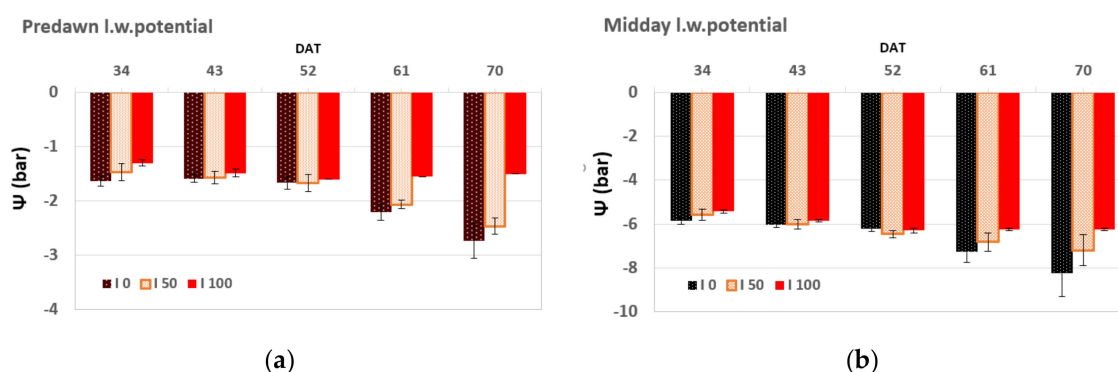 Predawn l.w.potential
DAT
34 43 52 61 70
0
-1
-2
-3
-4
Ψ (bar)
I 0 I 50 I 100
(a)
Midday l.w.potential
DAT
34 43 52 61 70
0
-2
-4
-6
-8
-10
Ψ (bar)
I 0 I 50 I 100
(b)